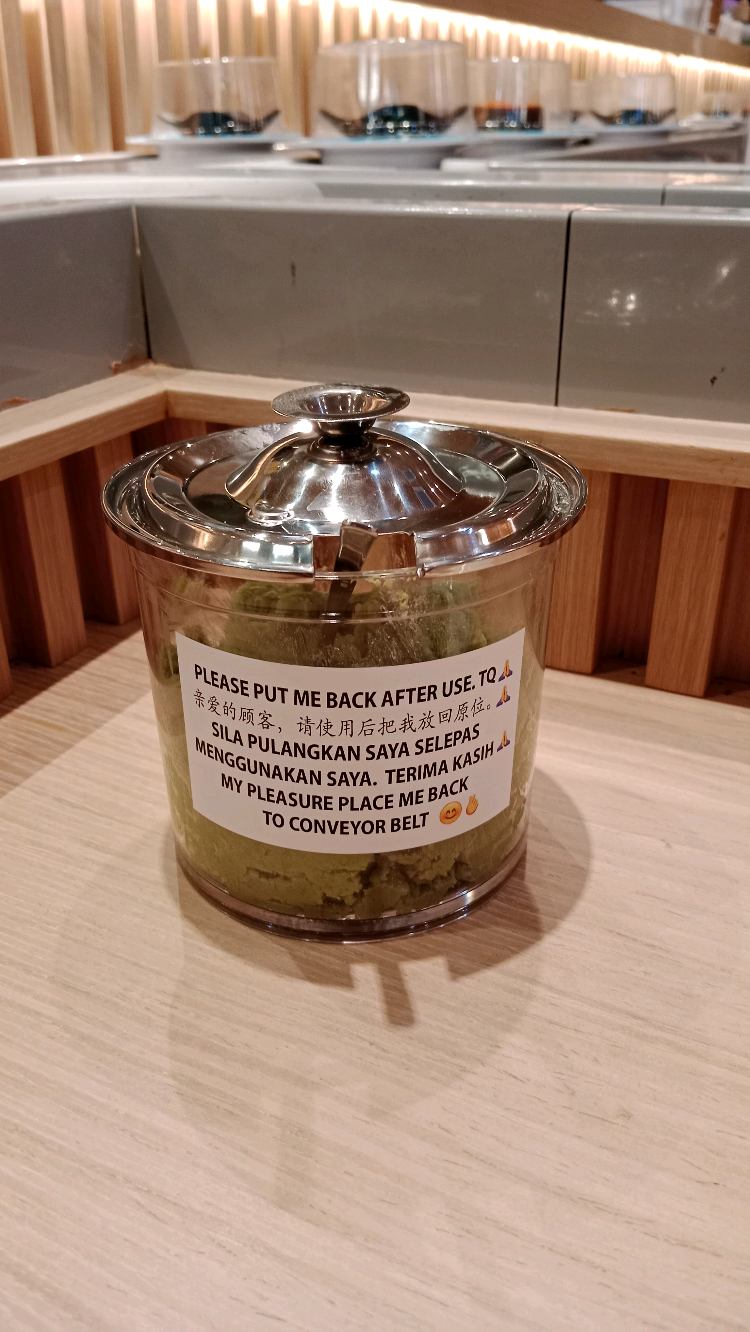 PLEASE PUT ME BACK AFTER USE. TQ🙏
亲爱的顾客，请使用后把我放回原位。🙏
SILA PULANGKAN SAYA SELEPAS
MENGGUNAKAN SAYA. TERIMA KASIH🙏
MY PLEASURE PLACE ME BACK
TO CONVEYOR BELT 😊👌